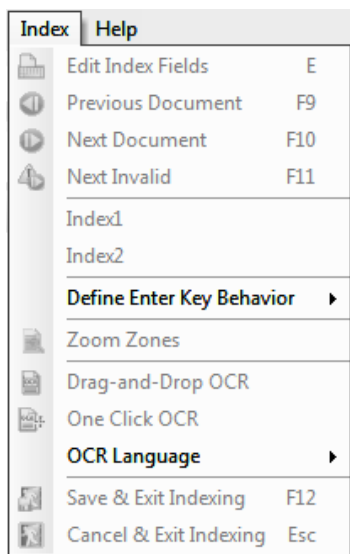 Index Help
Edit Index Fields E
Previous Document F9
Next Document F10
Next Invalid F11
Index1
Index2
Define Enter Key Behavior
Zoom Zones
Drag-and-Drop OCR
One Click OCR
OCR Language
Save & Exit Indexing F12
Cancel & Exit Indexing Esc